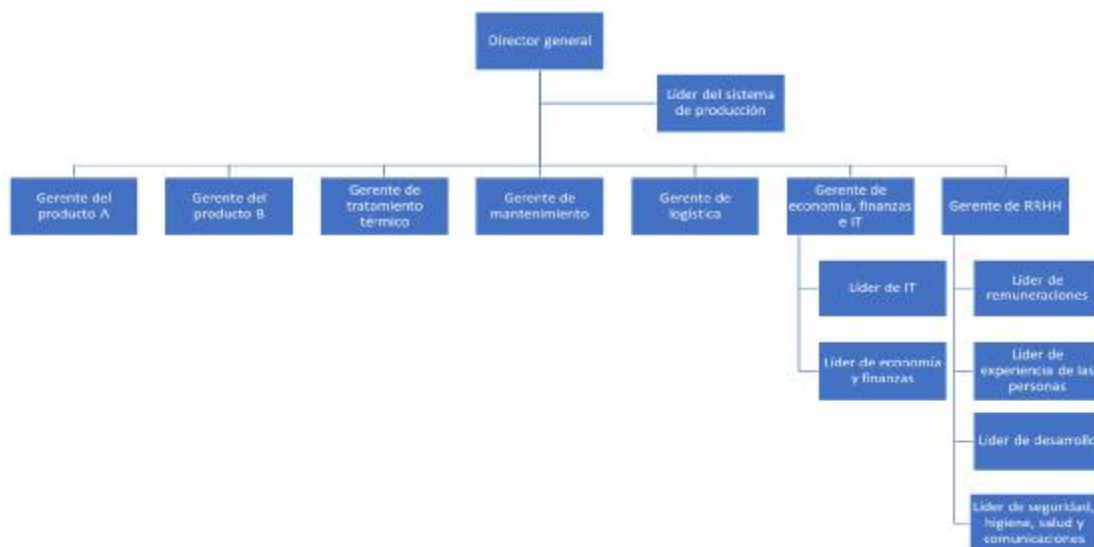 Director general
Líder del sistema
de producción
Gerente del
producto A
Gerente del
producto B
Gerente de
tratamiento
térmico
Gerente de
mantenimiento
Gerente de
logística
Gerente de
economía, finanzas
e IT
Gerente de RRHH
Líder de IT
Líder de
remuneraciones
Líder de economía
y finanzas
Líder de
experiencia de las
personas
Líder de desarrollo
Líder de seguridad,
higiene, salud y
comunicaciones